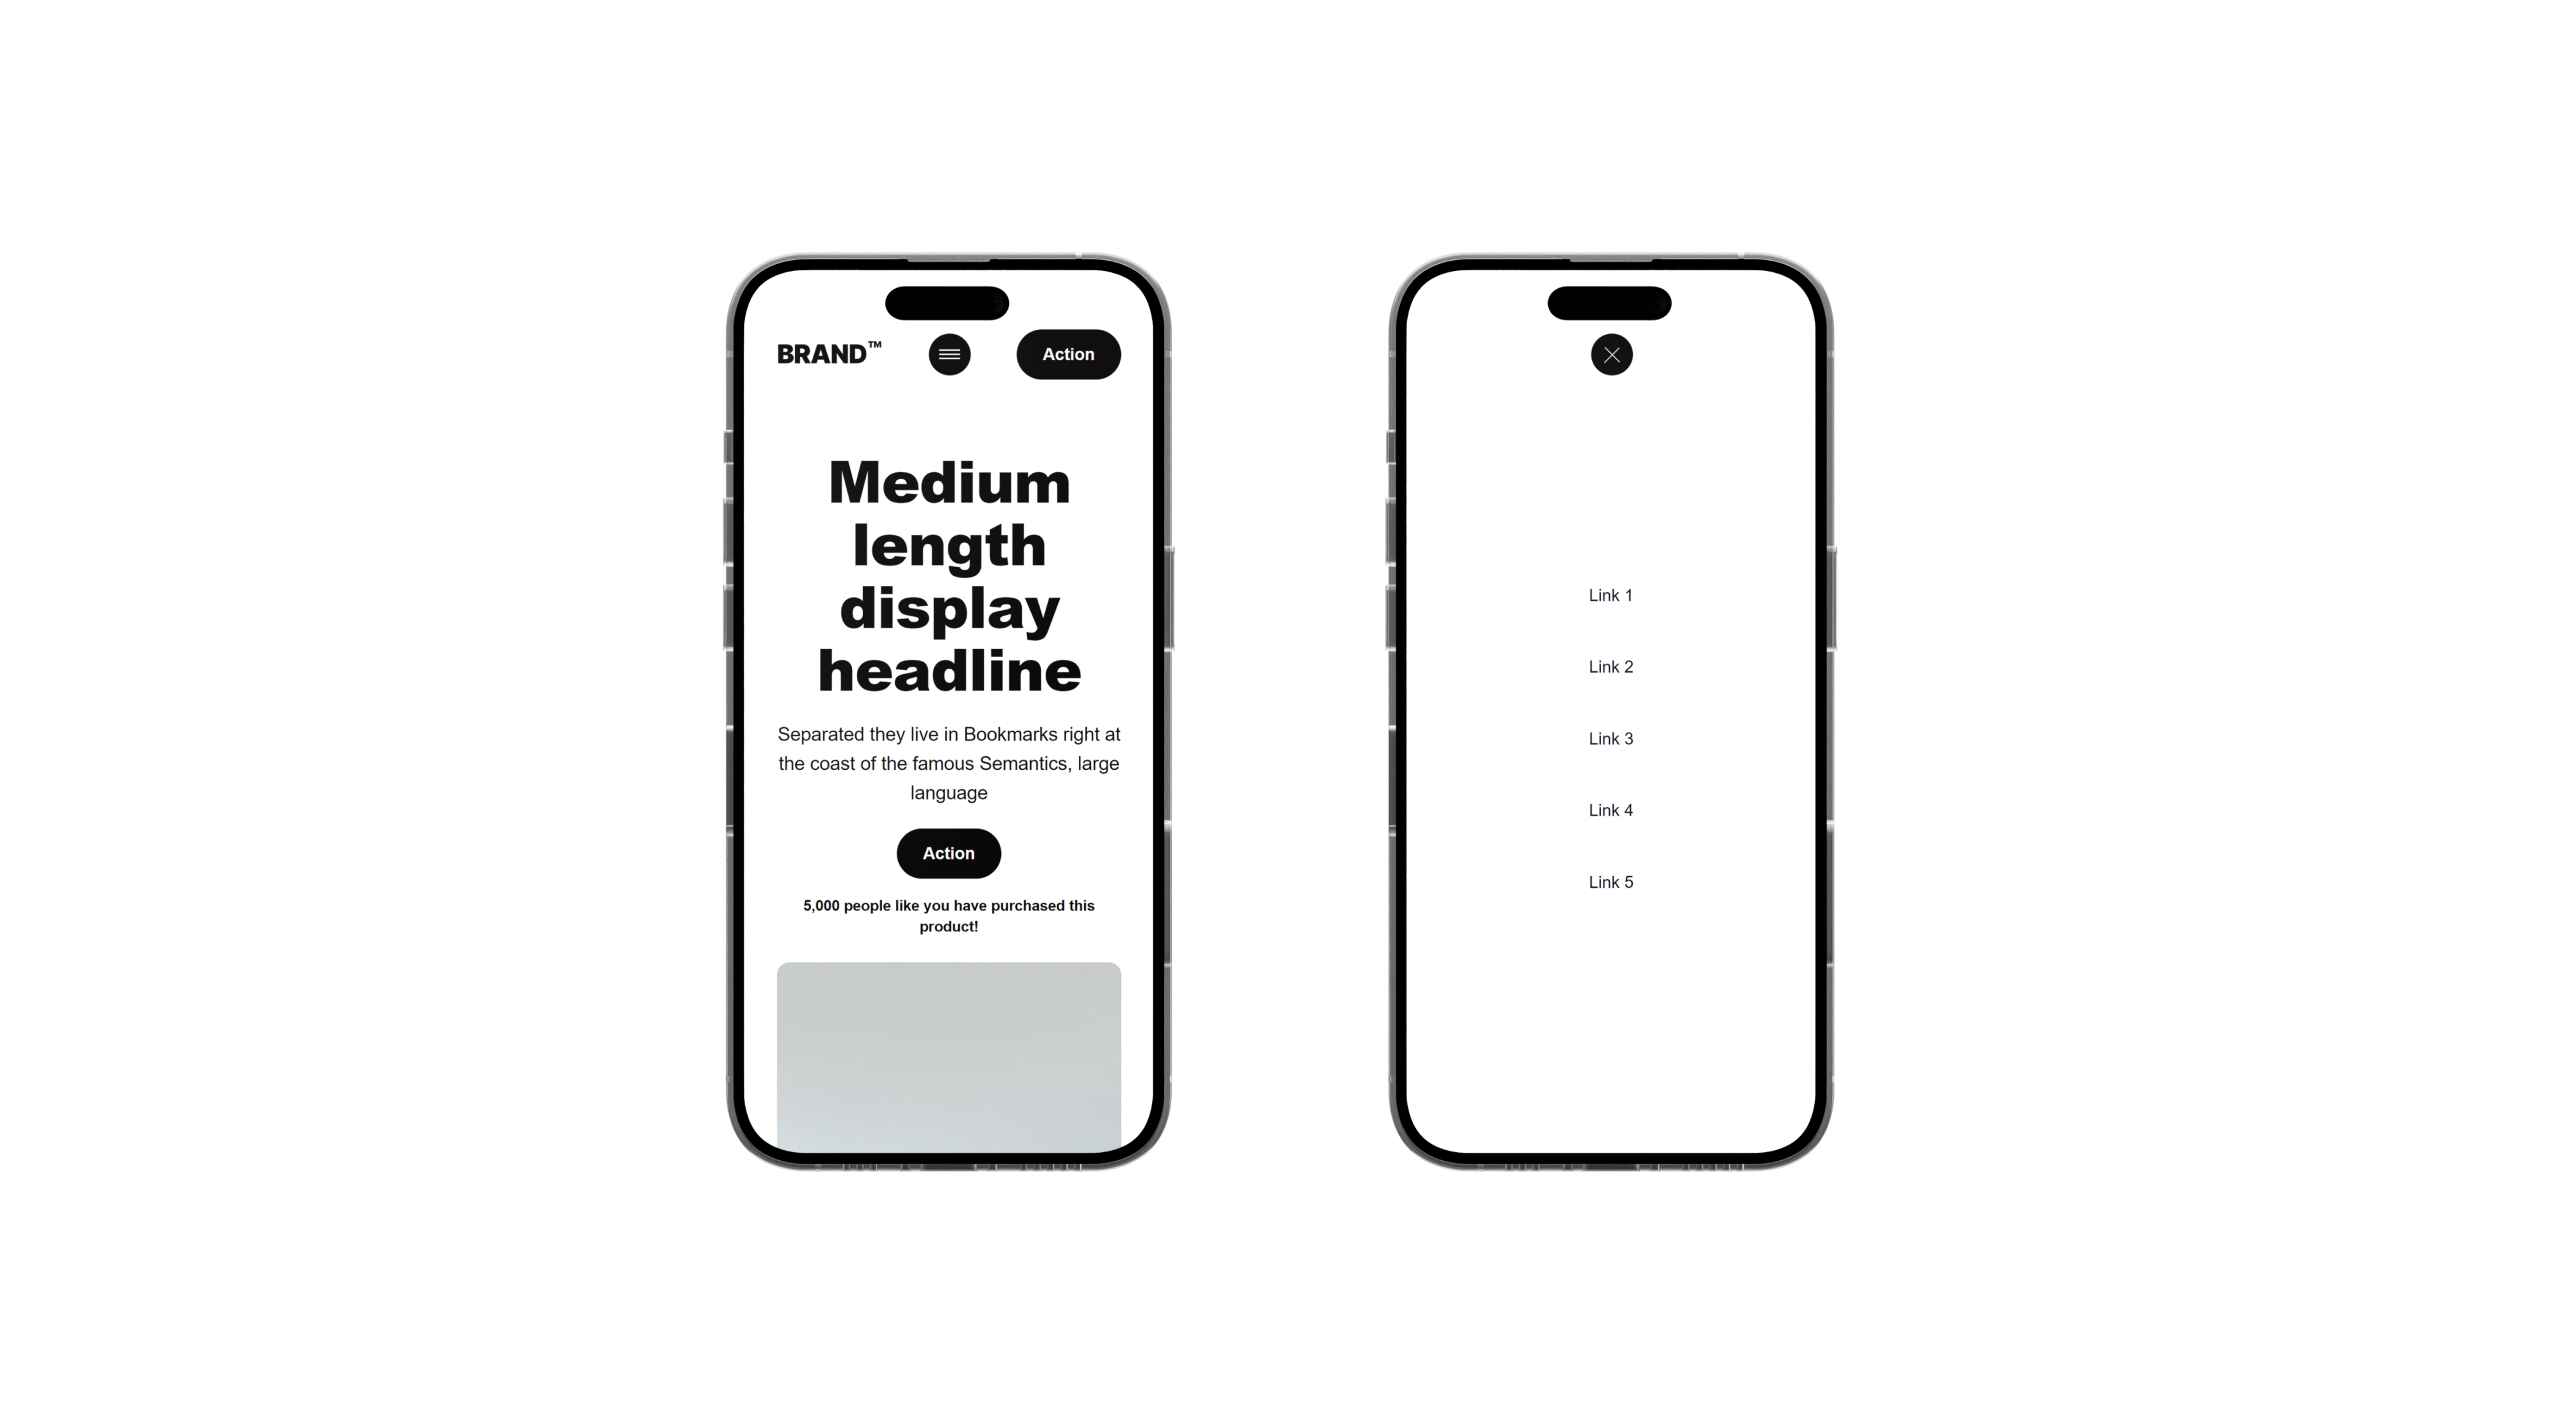 BRAND™
Action
Medium
length
display
headline
Separated they live in Bookmarks right at
the coast of the famous Semantics, large
language
Action
5,000 people like you have purchased this
product!
Link 1
Link 2
Link 3
Link 4
Link 5